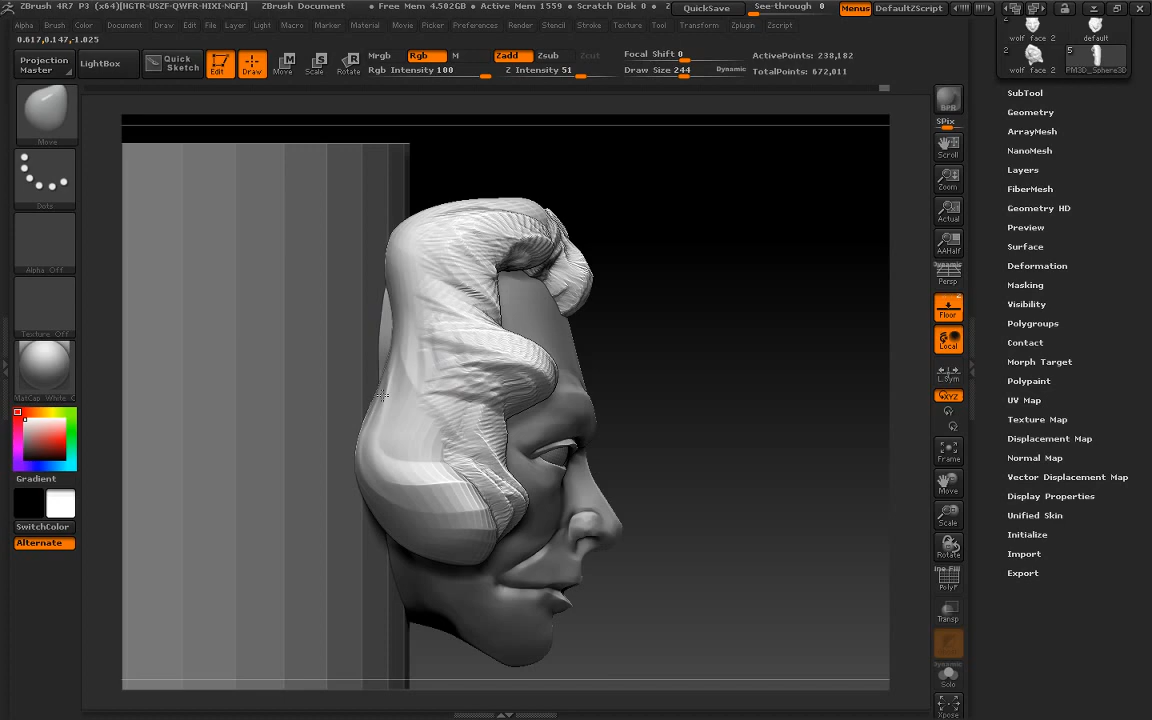 ZBrush 4R7 P3 (x64)[HGTR-USZF-QWFR-HIXI-NGFI] ZBrush Document • Free Mem 4.502GB • Active Mem 1559 • Scratch Disk 0 • Z QuickSave See-through 0 Menus DefaultZScript
Alpha Brush Color Document Draw Edit File Layer Light Macro Marker Material Movie Picker Preferences Render Stencil Stroke Texture Tool Transform Zplugin Zscript
0.617,0.147,-1.025
Projection Master
LightBox
Quick Sketch
Edit
Draw
Move
Scale
Rotate
Mrgb Rgb M
Rgb Intensity 100
Zadd Zsub Zcut
Z Intensity 51
Focal Shift 0
Draw Size 244 Dynamic
ActivePoints: 238,182
TotalPoints: 672,011
Move
Dots
Alpha Off
Texture Off
MatCap White C
Gradient
SwitchColor
Alternate
BPR
SPix
Scroll
Zoom
Actual
AAHalf
Dynamic
Persp
Floor
Local
L.Sym
XYZ
Frame
Move
Scale
Rotate
Line Fill
PolyF
Transp
Dynamic
Solo
Xpose
2
wolf face 2
default
2
wolf face 2
5
PM3D_Sphere3D
SubTool
Geometry
ArrayMesh
NanoMesh
Layers
FiberMesh
Geometry HD
Preview
Surface
Deformation
Masking
Visibility
Polygroups
Contact
Morph Target
Polypaint
UV Map
Texture Map
Displacement Map
Normal Map
Vector Displacement Map
Display Properties
Unified Skin
Initialize
Import
Export